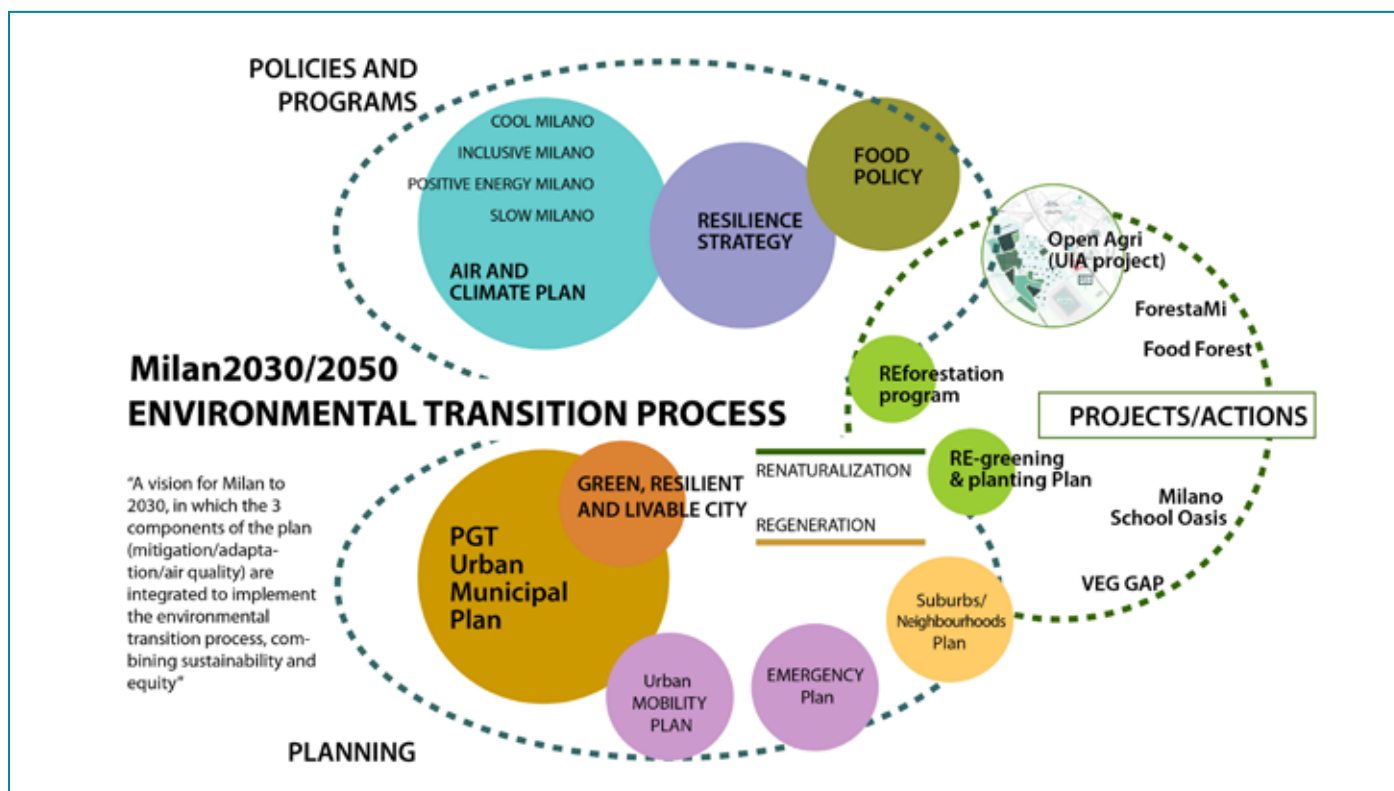 POLICIES AND
PROGRAMS
COOL MILANO
INCLUSIVE MILANO
POSITIVE ENERGY MILANO
SLOW MILANO
AIR AND
CLIMATE PLAN
RESILIENCE
STRATEGY
FOOD
POLICY
Open Agri
(UIA project)
ForestaMi
Food Forest
REforestation
program
Milan2030/2050
ENVIRONMENTAL TRANSITION PROCESS
PROJECTS/ACTIONS
"A vision for Milan to
2030, in which the 3
components of the plan
(mitigation/adapta-
tion/air quality) are
integrated to implement
the environmental
transition process, com-
bining sustainability and
equity"
GREEN, RESILIENT
AND LIVABLE CITY
RENATURALIZATION
REGENERATION
RE-greening
& planting Plan
Milano
School Oasis
VEG GAP
PGT
Urban
Municipal
Plan
Suburbs/
Neighbourhoods
Plan
Urban
MOBILITY
PLAN
EMERGENCY
Plan
PLANNING